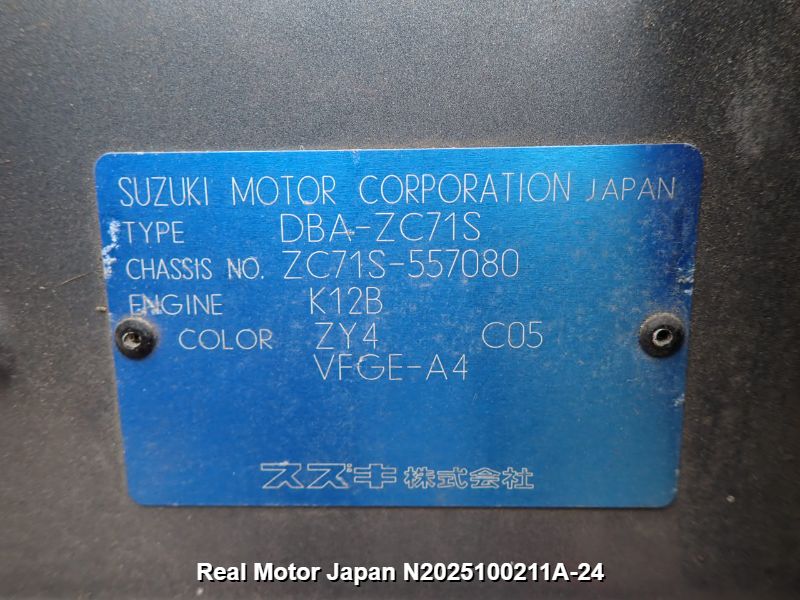 SUZUKI MOTOR CORPORATION JAPAN
TYPE DBA-ZC71S
CHASSIS NO. ZC71S-557080
ENGINE K12B
COLOR ZY4 C05
VFGE-A4
スズキ株式会社
Real Motor Japan N2025100211A-24